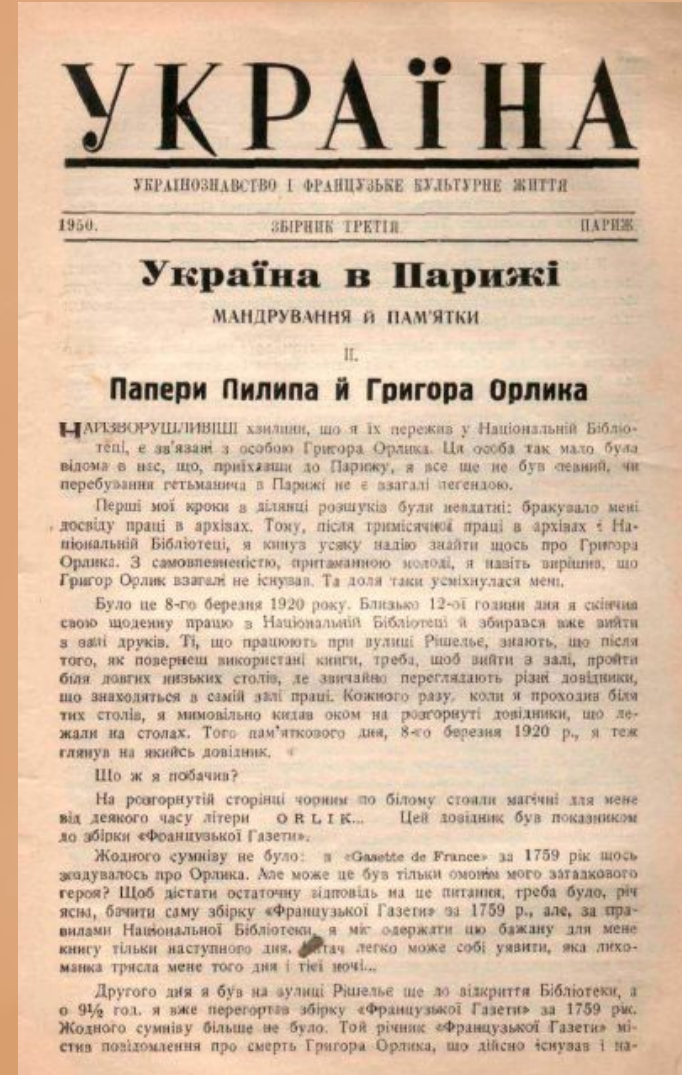 УКРАЇНА
УКРАЇНОЗНАВСТВО І ФРАНЦУЗЬКЕ КУЛЬТУРНЕ ЖИТТЯ
1950. ЗБІРНИК ТРЕТІЯ ПАРИЖ
Україна в Парижі
МАНДРУВАННЯ Й ПАМ'ЯТКИ
II.
Папери Пилипа й Григора Орлика
НАЙЗВОРУШЛИВІШІ хвилини, що я їх пережив у Національній Бібліо-
теці, є зв'язані з особою Григора Орлика. Ця особа так мало була
відома в нас, що, приїхавши до Парижу, я все ще не був певний, чи
перебування гетьманича в Парижі не є взагалі легендою.
Перші мої кроки в ділянці розшуків були невдатні: бракувало мені
досвіду праці в архівах. Тому, після тримісячної праці в архівах і На-
ціональній Бібліотеці, я кинув усяку надію знайти щось про Григора
Орлика. З самовпевненістю, притаманною молоді, я навіть вирішив, що
Григор Орлик взагалі не існував. Та доля таки усміхнулася мені.
Було це 8-го березня 1920 року. Близько 12-ої години дня я скінчив
свою щоденну працю в Національній Бібліотеці й збирався вже вийти
з залі друків. Ті, що працюють при вулиці Рішельє, знають, що після
того, як повернеш використані книги, треба, щоб вийти з залі, пройти
біля довгих низьких столів, де звичайно переглядають різні довідники,
що знаходяться в самій залі праці. Кожного разу, коли я проходив біля
тих столів, я мимовільно кидав оком на розгорнуті довідники, що ле-
жали на столах. Того пам'яткового дня, 8-го березня 1920 р., я теж
глянув на якийсь довідник.
Що ж я побачив?
На розгорнутій сторінці чорним по білому стояли магічні для мене
від деякого часу літери ORLIK... Цей довідник був показником
до збірки «Французької Газети».
Жодного сумніву не було: в «Gasette de France» за 1759 рік щось
згадувалось про Орлика. Але може це був тільки омонім мого загадкового
героя? Щоб дістати остаточну відповідь на це питання, треба було, річ
ясна, бачити саму збірку «Французької Газети» за 1759 р., але, за пра-
вилами Національної Бібліотеки, я міг одержати цю бажану для мене
книгу тільки наступного дня. легко може собі уявити, яка лихо-
манка трясла мене того дня і тієї ночі...
Другого дня я був на вулиці Рішельє ще до відкриття Бібліотеки, а
о 9½ год. я вже перегортав збірку «Французької Газети» за 1759 рік.
Жодного сумніву більше не було. Той річник «Французької Газети» мі-
стив повідомлення про смерть Григора Орлика, що дійсно існував і на-